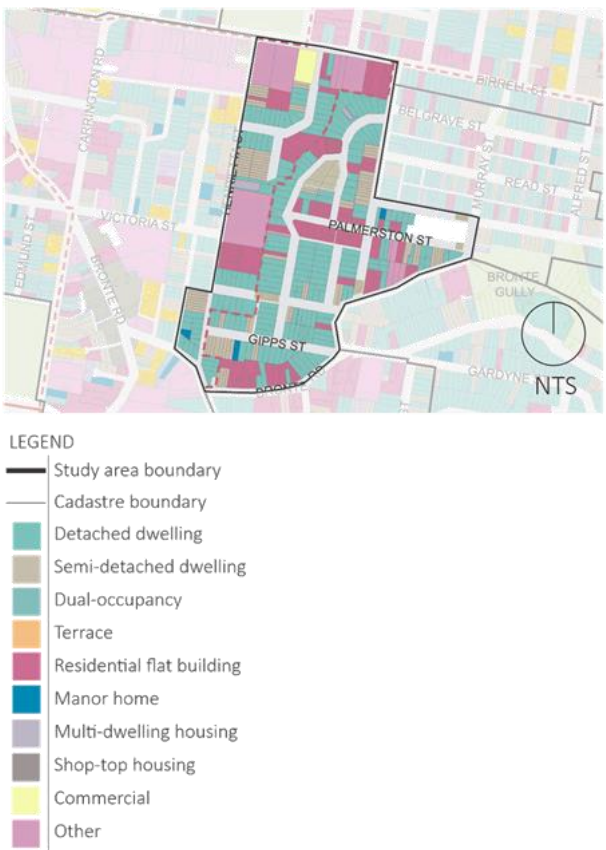 CARRINGTON RD
BIRRELL ST
BELGRAVE ST
MURRAY ST
READ ST
ALFRED ST
VICTORIA ST
EDMUND ST
BRONTE RD
PALMERSTON ST
BRONTE
GULLY
GIPPS ST
BRONTE RD
GARDYNE
ST
NTS
LEGEND
Study area boundary
Cadastre boundary
Detached dwelling
Semi-detached dwelling
Dual-occupancy
Terrace
Residential flat building
Manor home
Multi-dwelling housing
Shop-top housing
Commercial
Other